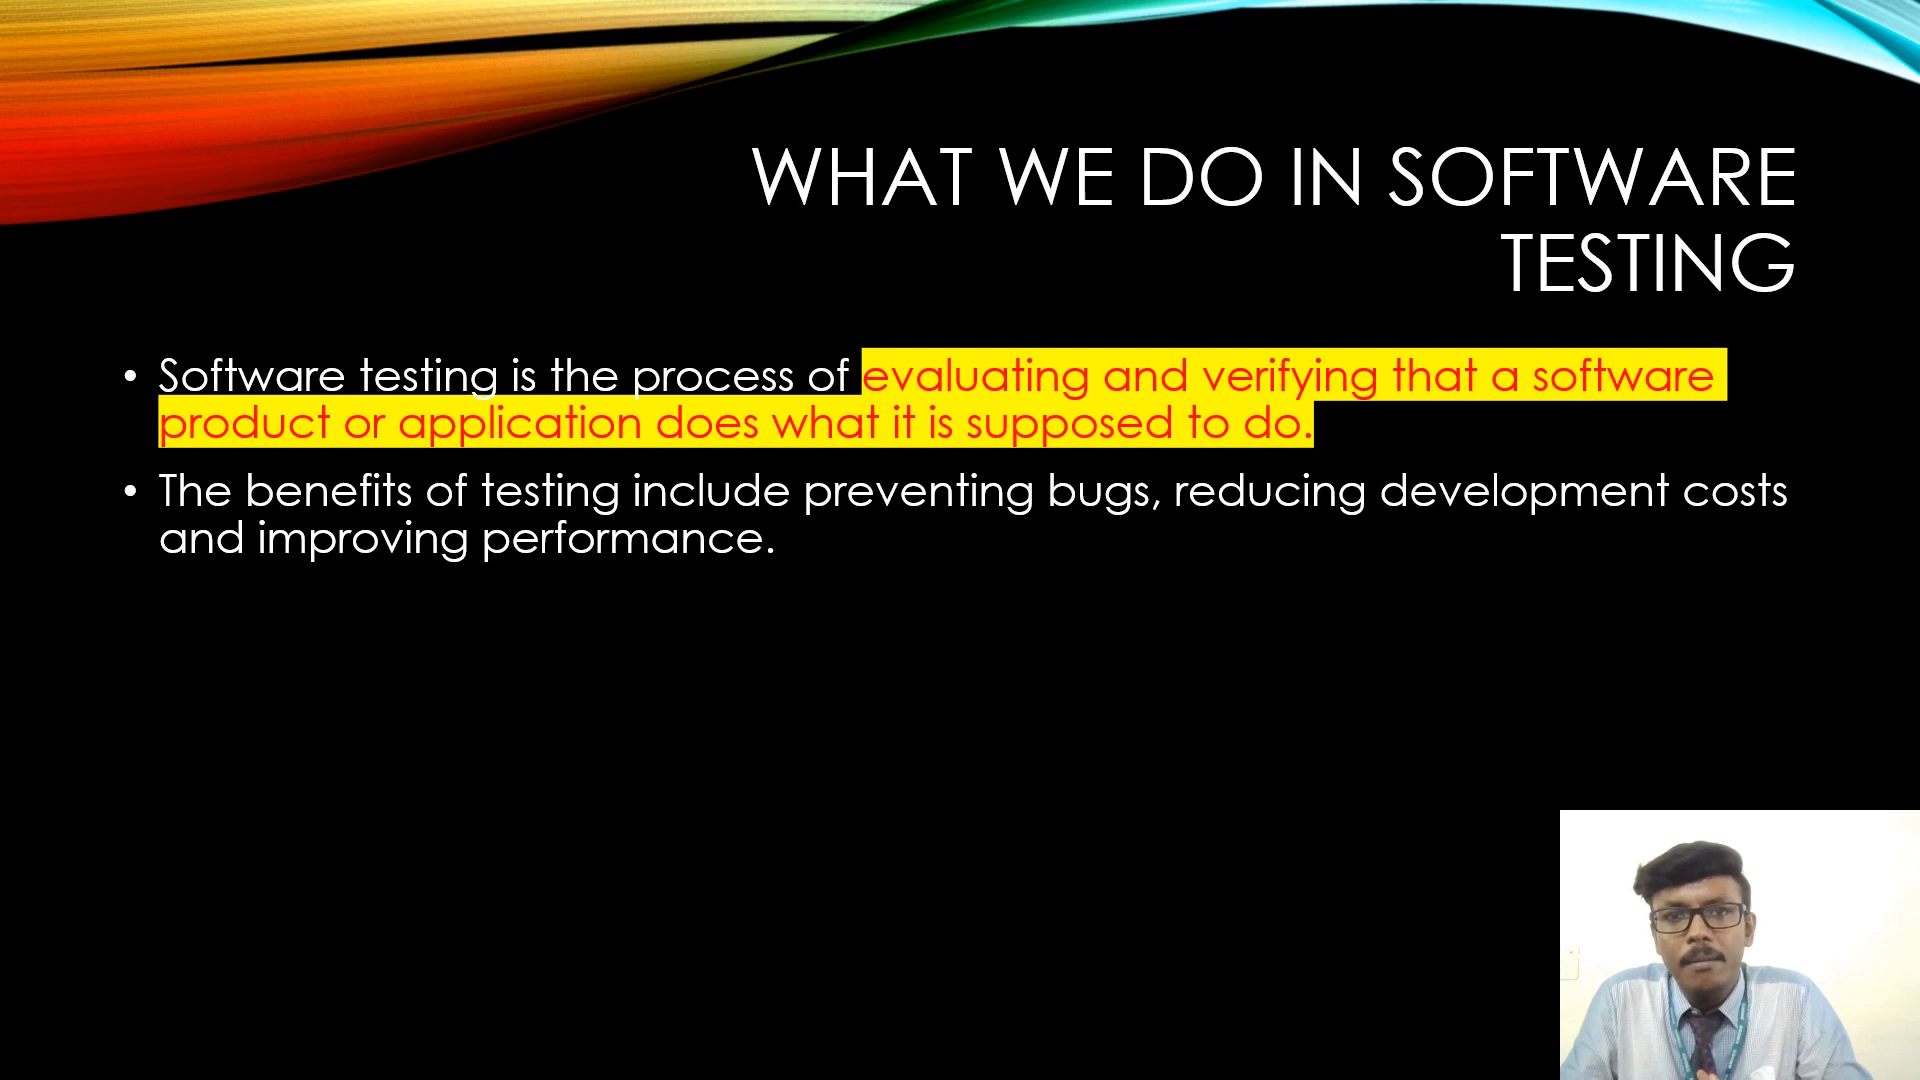 WHAT WE DO IN SOFTWARE
TESTING
• Software testing is the process of evaluating and verifying that a software
product or application does what it is supposed to do.
• The benefits of testing include preventing bugs, reducing development costs
and improving performance.